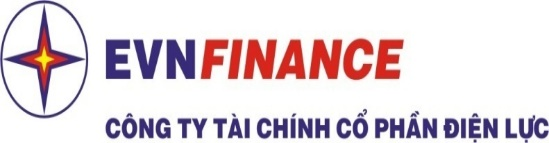 EVNFINANCE
CÔNG TY TÀI CHÍNH CỔ PHẦN ĐIỆN LỰC